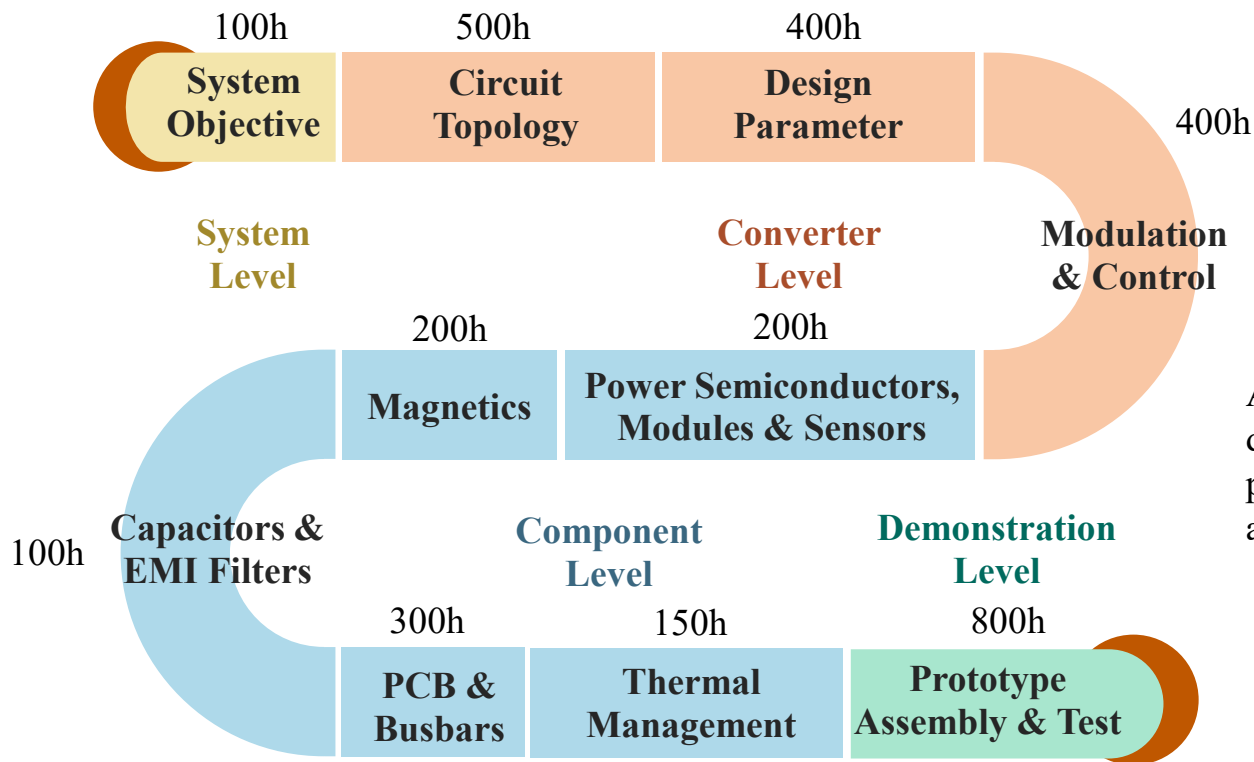 100h
500h
400h
System
Objective
Circuit
Topology
Design
Parameter
400h
System
Level
Converter
Level
Modulation
& Control
200h
200h
Magnetics
Power Semiconductors,
Modules & Sensors
Capacitors &
EMI Filters
100h
Component
Level
Demonstration
Level
300h
150h
800h
PCB &
Busbars
Thermal
Management
Prototype
Assembly & Test